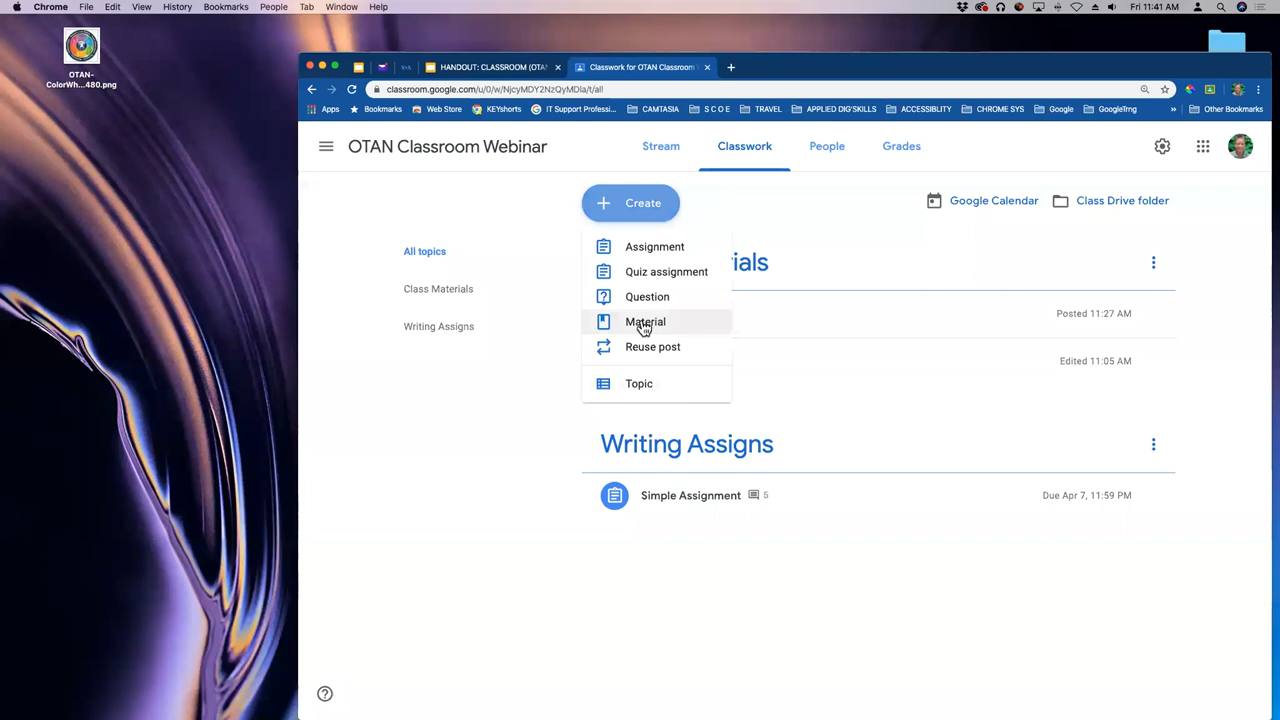 Chrome File Edit View History Bookmarks People Tab Window Help Fri 11:41 AM
OTAN-
ColorWh...480.png
HANDOUT: CLASSROOM (OTA
Classwork for OTAN Classroom
classroom.google.com/u/0/w/NjcyMDY2NzQyMDla/t/all
Apps Bookmarks Web Store KEYshorts IT Support Professi... CAMTASIA S C O E TRAVEL APPLIED DIG'SKILLS ACCESSIBLITY CHROME SYS Google GoogleTrng » Other Bookmarks
OTAN Classroom Webinar Stream Classwork People Grades
Create Google Calendar Class Drive folder
All topics
Class Materials
Writing Assigns
Assignment
Quiz assignment
Question
Material
Reuse post
Topic
ials
Posted 11:27 AM
Edited 11:05 AM
Writing Assigns
Simple Assignment 5 Due Apr 7, 11:59 PM